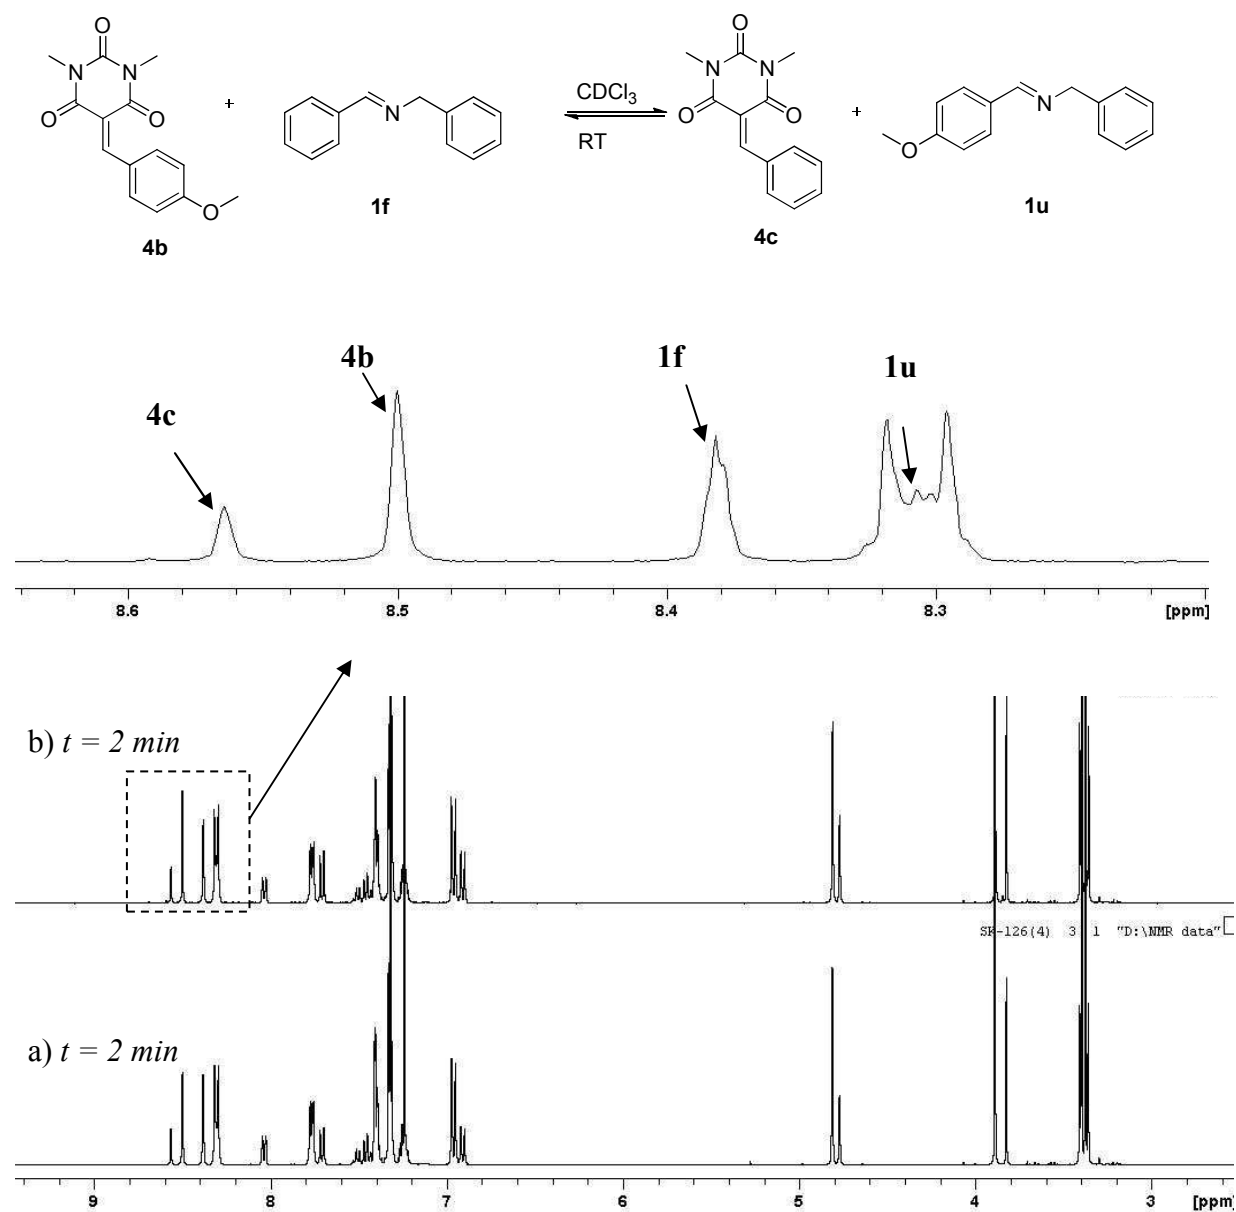 O
N N
O O
O
4b
+
N
1f
CDCl3
RT
O
N N
O O
4c
+
O
N
1u
4c
4b
1f
1u
8.6 8.5 8.4 8.3 [ppm]
b) t = 2 min
SK-126(4) 3 1 "D:\NMR data"
a) t = 2 min
9 8 7 6 5 4 3 [ppm]